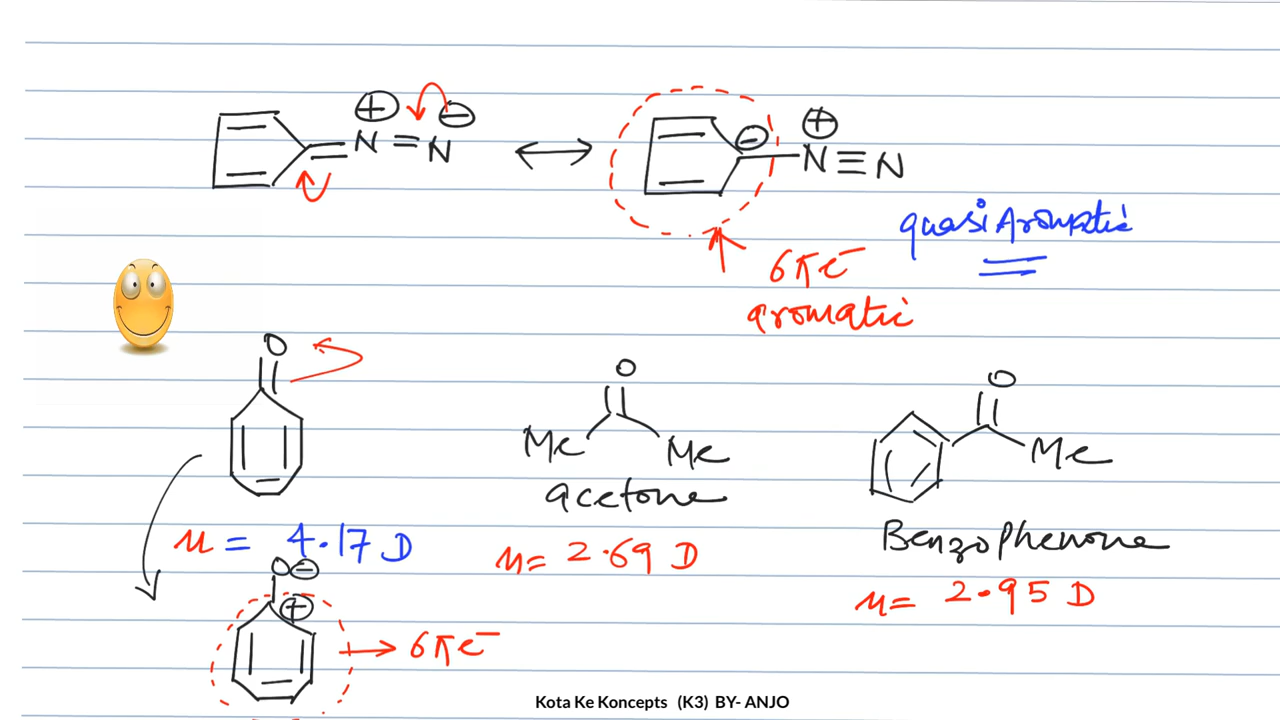 ⊕ ⊖
N = N ↔ ⊖ ⊕ N ≡ N
quasi Aromatic
6πe⁻
aromatic
O O O
Me Me Me
acetone
Benzophenone
μ = 4.17 D μ = 2.69 D
μ = 2.95 D
O⊖
⊕
→ 6πe⁻
Kota Ke Koncepts (K3) BY- ANJO